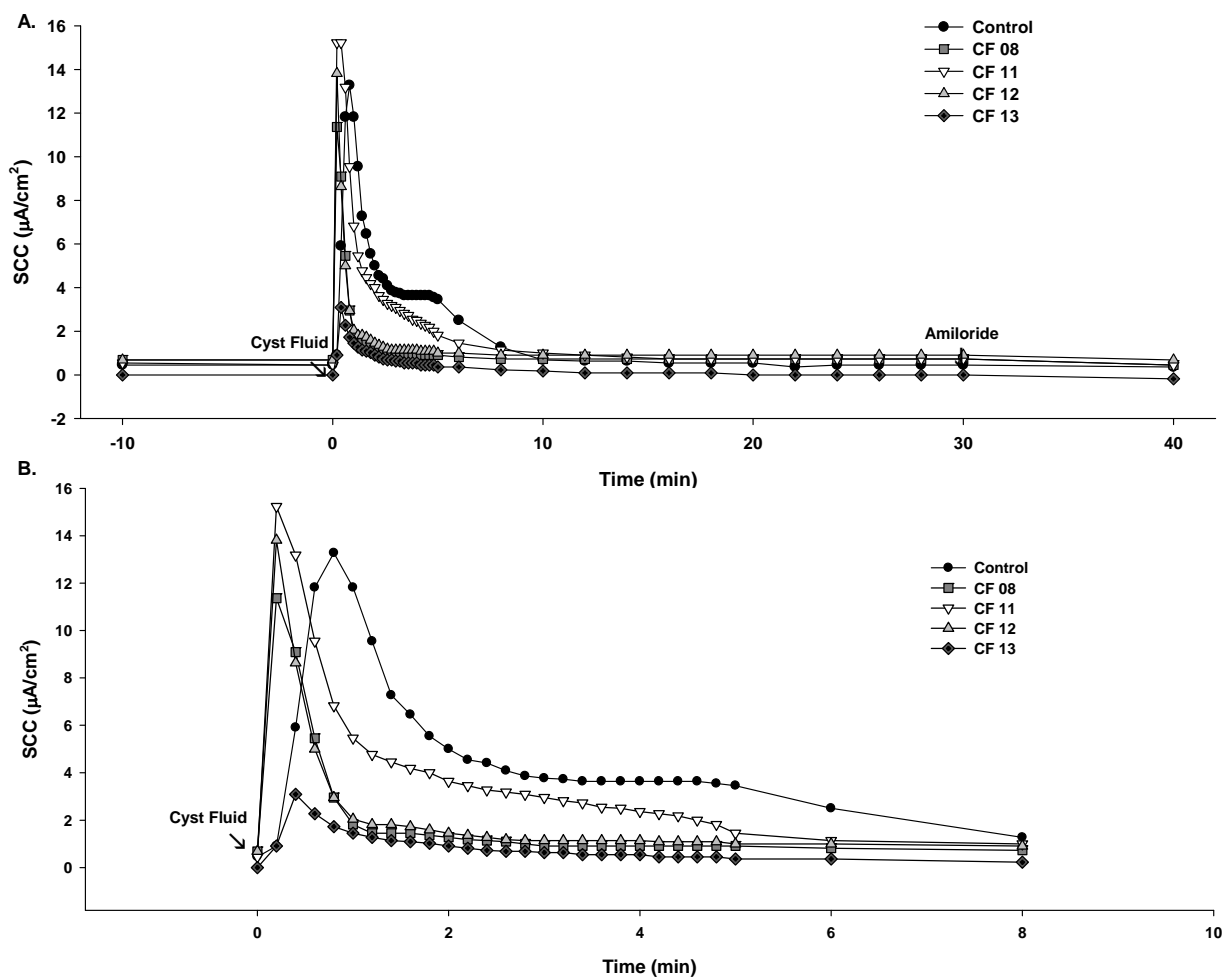 A.
16
14
12
10
8
6
4
2
0
-2
SCC (µA/cm²)
Control
CF 08
CF 11
CF 12
CF 13
Cyst Fluid
Amiloride
-10 0 10 20 30 40
Time (min)
B.
16
14
12
10
8
6
4
2
0
SCC (µA/cm²)
Control
CF 08
CF 11
CF 12
CF 13
Cyst Fluid
0 2 4 6 8 10
Time (min)